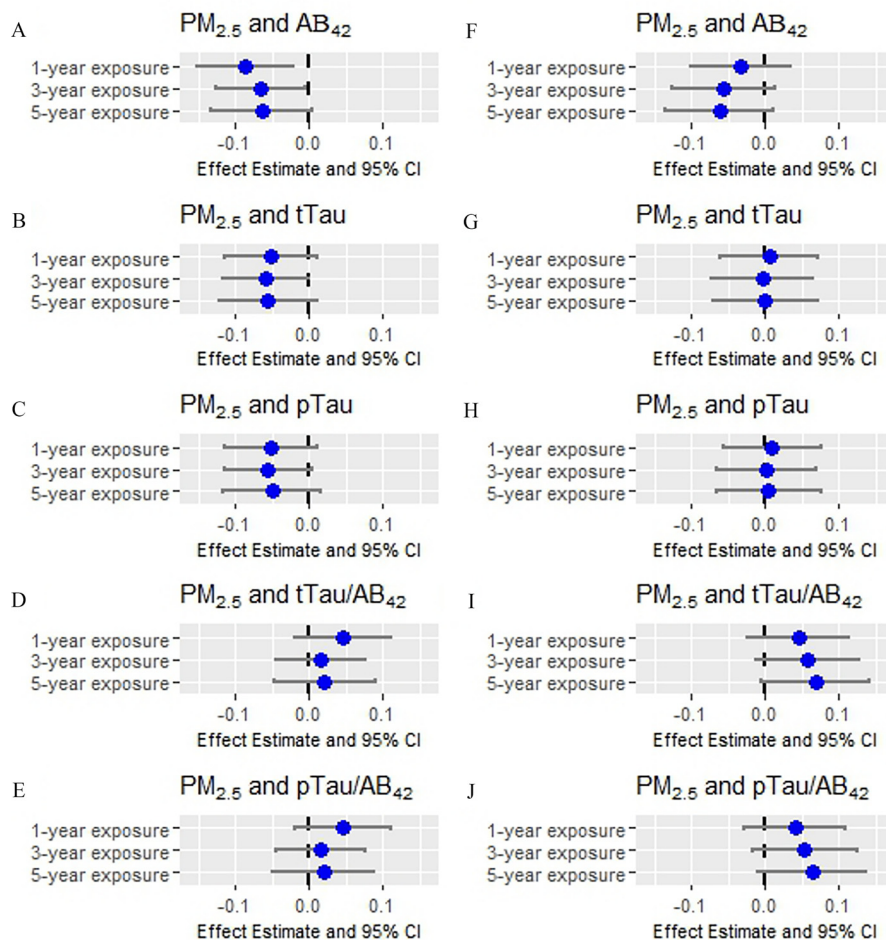 A
PM2.5 and AB42
1-year exposure
3-year exposure
5-year exposure
-0.1 0.0 0.1
Effect Estimate and 95% CI
B
PM2.5 and tTau
1-year exposure
3-year exposure
5-year exposure
-0.1 0.0 0.1
Effect Estimate and 95% CI
C
PM2.5 and pTau
1-year exposure
3-year exposure
5-year exposure
-0.1 0.0 0.1
Effect Estimate and 95% CI
D
PM2.5 and tTau/AB42
1-year exposure
3-year exposure
5-year exposure
-0.1 0.0 0.1
Effect Estimate and 95% CI
E
PM2.5 and pTau/AB42
1-year exposure
3-year exposure
5-year exposure
-0.1 0.0 0.1
Effect Estimate and 95% CI
F
PM2.5 and AB42
1-year exposure
3-year exposure
5-year exposure
-0.1 0.0 0.1
Effect Estimate and 95% CI
G
PM2.5 and tTau
1-year exposure
3-year exposure
5-year exposure
-0.1 0.0 0.1
Effect Estimate and 95% CI
H
PM2.5 and pTau
1-year exposure
3-year exposure
5-year exposure
-0.1 0.0 0.1
Effect Estimate and 95% CI
I
PM2.5 and tTau/AB42
1-year exposure
3-year exposure
5-year exposure
-0.1 0.0 0.1
Effect Estimate and 95% CI
J
PM2.5 and pTau/AB42
1-year exposure
3-year exposure
5-year exposure
-0.1 0.0 0.1
Effect Estimate and 95% CI